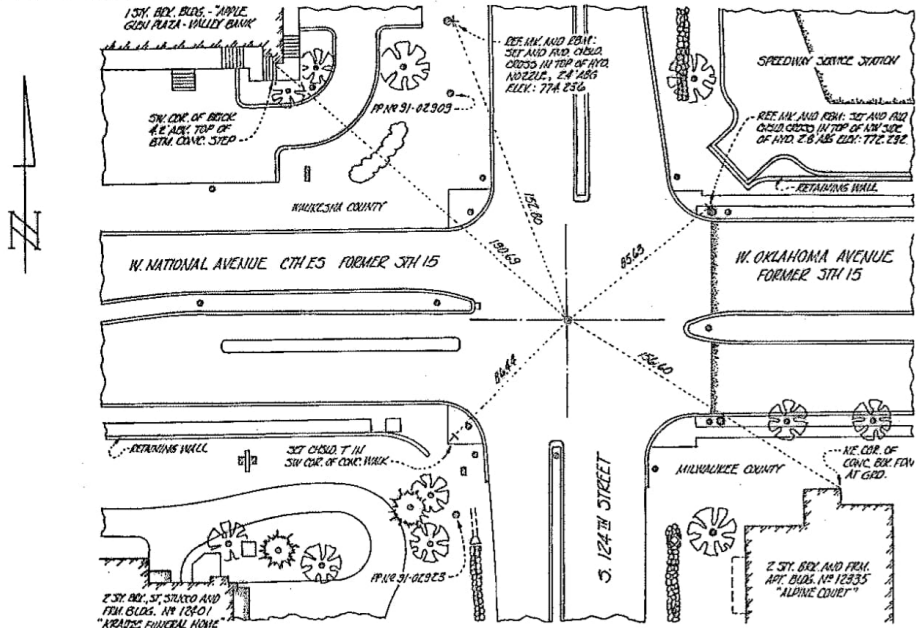 1 STY. BRK. BLDG. - "APPLE
GLEN PLAZA - VALLEY BANK
REF. MK. AND RBM:
SET AND FND. CHSLD.
CROSS IN TOP OF HYD.
NOZZLE, 2.4' ABG
ELEV.: 774.256
SPEEDWAY SERVICE STATION
PP Nº 91-02909
SW. COR. OF BRICK
4.2' ABV. TOP OF
BTM. CONC. STEP
REF. MK. AND RBM: SET AND FND
CHSLD. CROSS IN TOP OF NW SIDE
OF HYD. 2.8' ABG ELEV: 772.292
RETAINING WALL
WAUKESHA COUNTY
152.80
190.69
85.63
W. NATIONAL AVENUE CTH ES FORMER STH 15
W. OKLAHOMA AVENUE
FORMER STH 15
N
86.44
156.60
RETAINING WALL
SET CHSLD. T IN
SW COR. OF CONC. WALK
MILWAUKEE COUNTY
NE. COR. OF
CONC. BLK. FDN
AT GRD.
S. 124TH STREET
PP Nº 91-02923
2 STY. BRK., ST., STUCCO AND
FRM. BLDG. Nº 12401
"KRAUSE FUNERAL HOME"
2 STY. BRK. AND FRM.
APT. BLDG. Nº 12335
"ALPINE COURT"